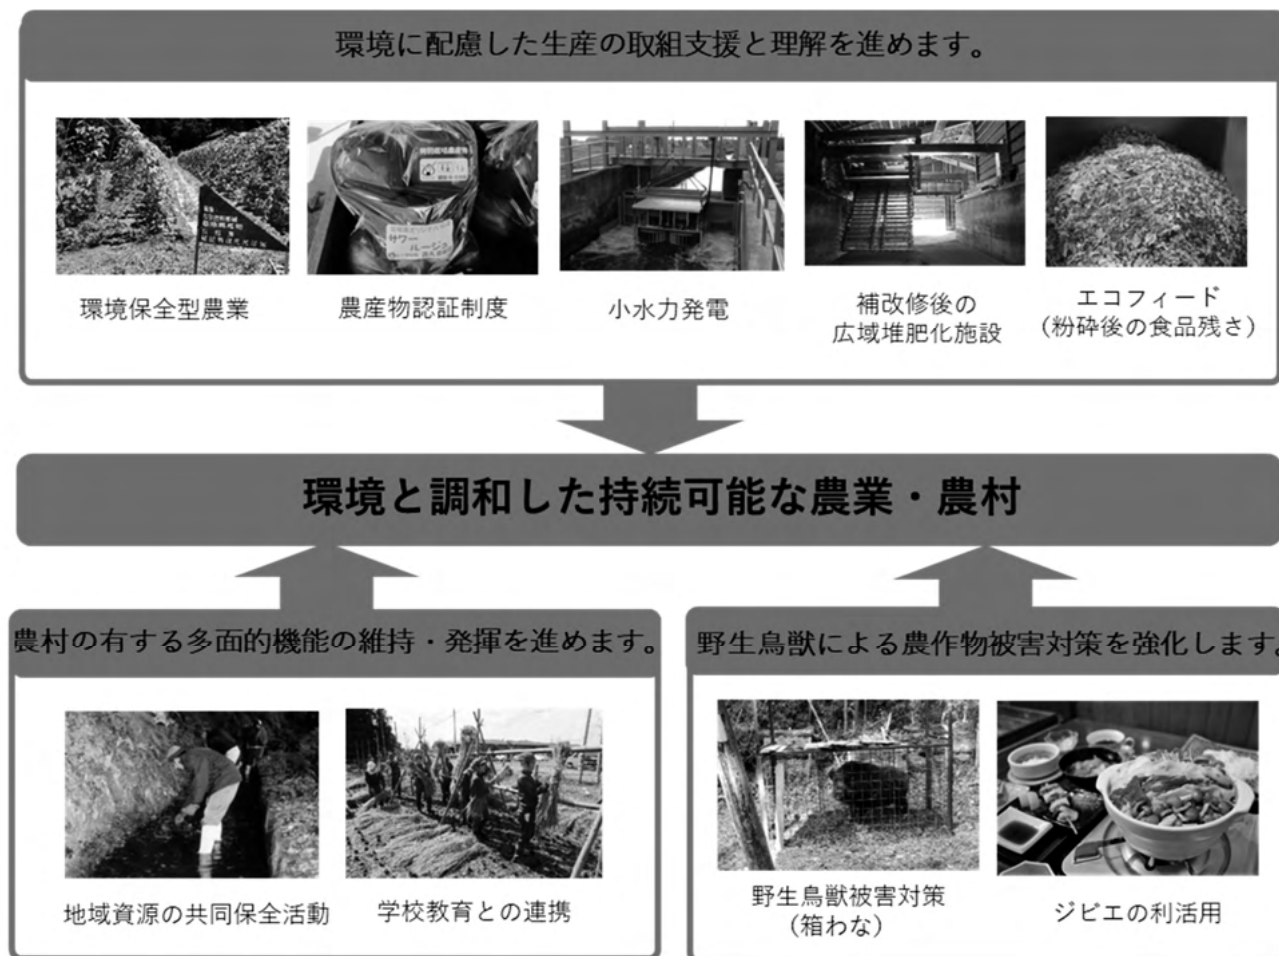 環境に配慮した生産の取組支援と理解を進めます。
サワー
ルージュ
環境保全型農業
農産物認証制度
小水力発電
補改修後の
広域堆肥化施設
エコフィード
(粉砕後の食品残さ)
環境と調和した持続可能な農業・農村
農村の有する多面的機能の維持・発揮を進めます。
地域資源の共同保全活動
学校教育との連携
野生鳥獣による農作物被害対策を強化します。
野生鳥獣被害対策
(箱わな)
ジビエの利活用